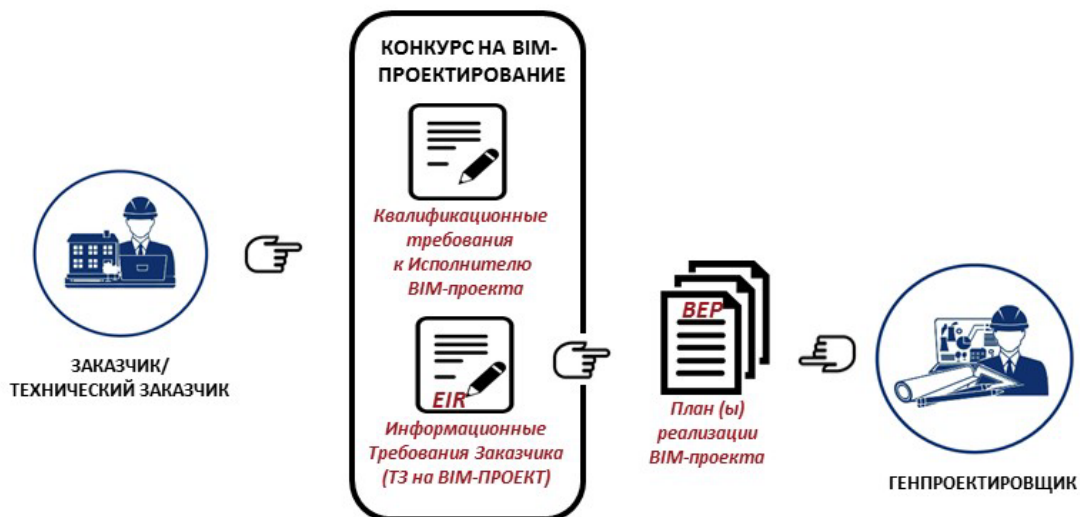 КОНКУРС НА BIM-
ПРОЕКТИРОВАНИЕ
Квалификационные
требования
к Исполнителю
BIM-проекта
ЗАКАЗЧИК/
ТЕХНИЧЕСКИЙ ЗАКАЗЧИК
EIR
Информационные
Требования Заказчика
(ТЗ на BIM-ПРОЕКТ)
BEP
План (ы)
реализации
BIM-проекта
ГЕНПРОЕКТИРОВЩИК